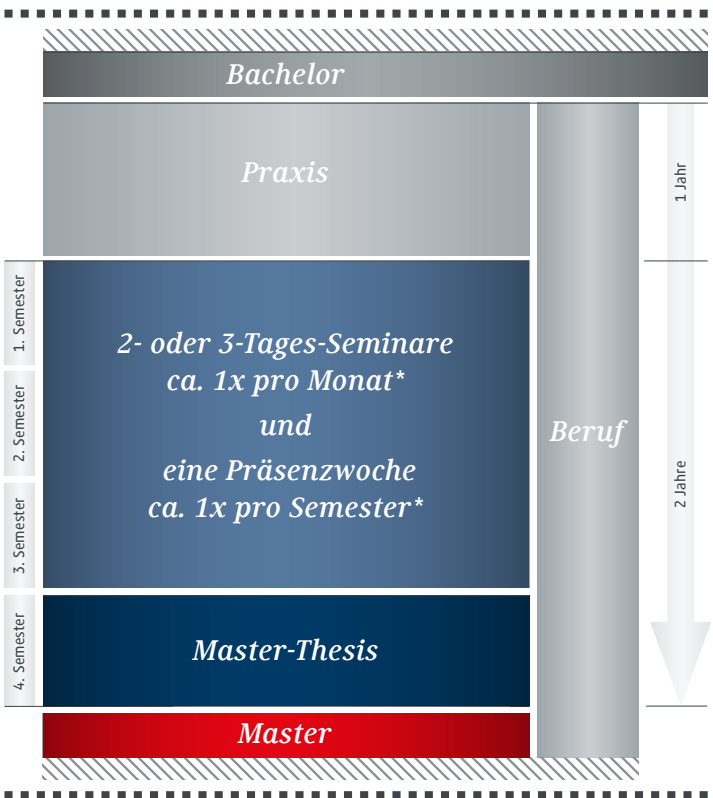 Bachelor
Praxis
1 Jahr
1. Semester
2- oder 3-Tages-Seminare
ca. 1x pro Monat*
und
eine Präsenzwoche
ca. 1x pro Semester*
2. Semester
3. Semester
Beruf
2 Jahre
4. Semester
Master-Thesis
Master